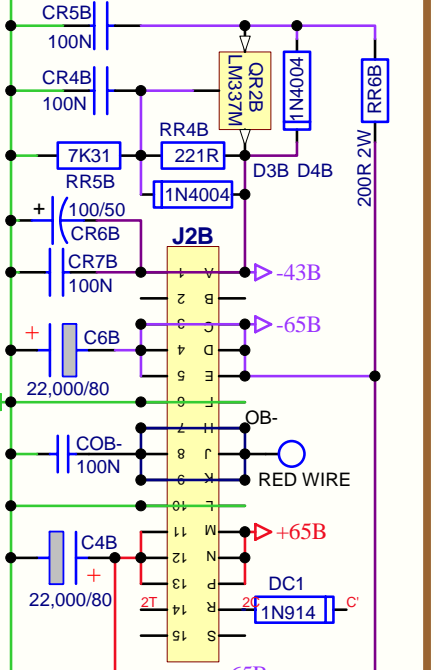 CR5B
100N
CR4B
100N
QR2B
LM337M
1N4004
RR6B
200R 2W
RR4B
7K31
221R
RR5B
D3B D4B
1N4004
+ 100/50
CR6B
J2B
CR7B
100N
1 A
-43B
2 B
3 C
-65B
+ C6B
4 D
22,000/80
5 E
6 F
OB-
7 H
COB-
100N
8 J
9 K
RED WIRE
10 L
11 M
+65B
C4B
12 N
+
13 P
22,000/80
DC1
2T 14 R 2C 1N914 C'
15 S
-65B